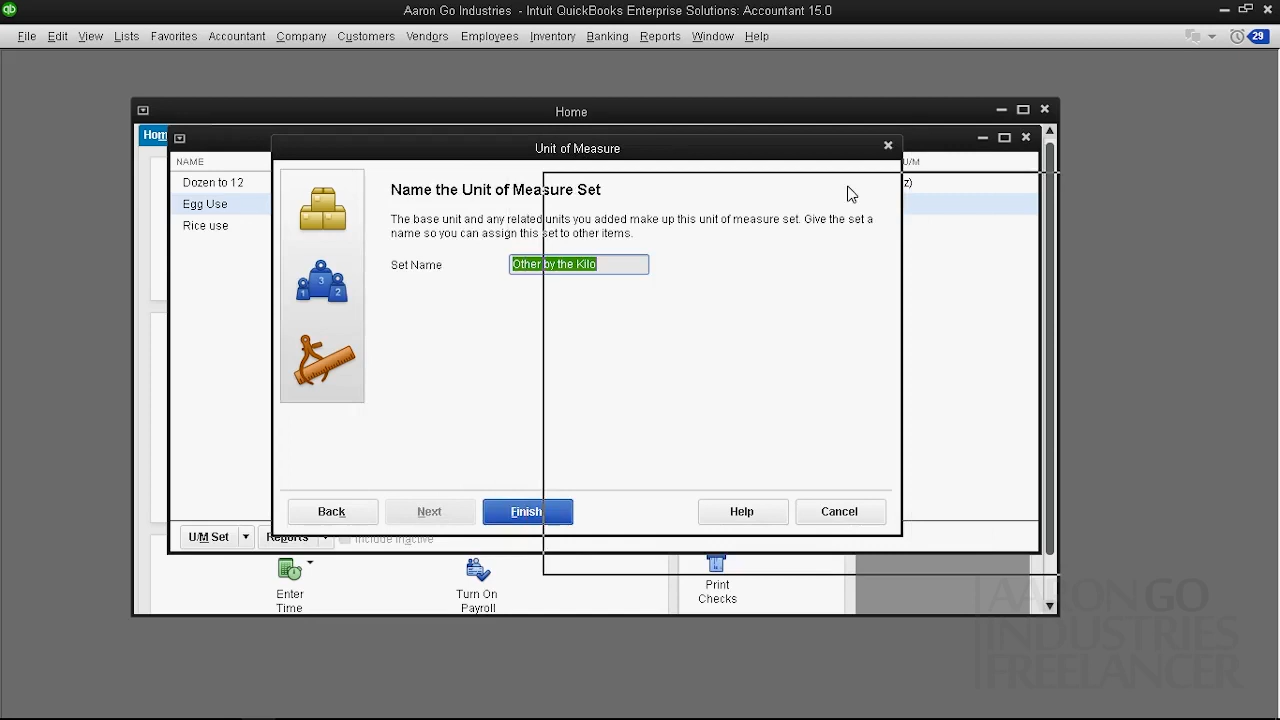 qb
Aaron Go Industries - Intuit QuickBooks Enterprise Solutions: Accountant 15.0
File Edit View Lists Favorites Accountant Company Customers Vendors Employees Inventory Banking Reports Window Help 29
Home
Hom
Unit of Measure
NAME
U/M
Dozen to 12
z)
Egg Use
Rice use
Name the Unit of Measure Set
The base unit and any related units you added make up this unit of measure set. Give the set a
name so you can assign this set to other items.
Set Name Other by the Kilo
3
1 2
Back Next Finish Help Cancel
U/M Set Reports Include inactive
Enter
Time
Turn On
Payroll
Print
Checks
AARON GO
INDUSTRIES
FREELANCER